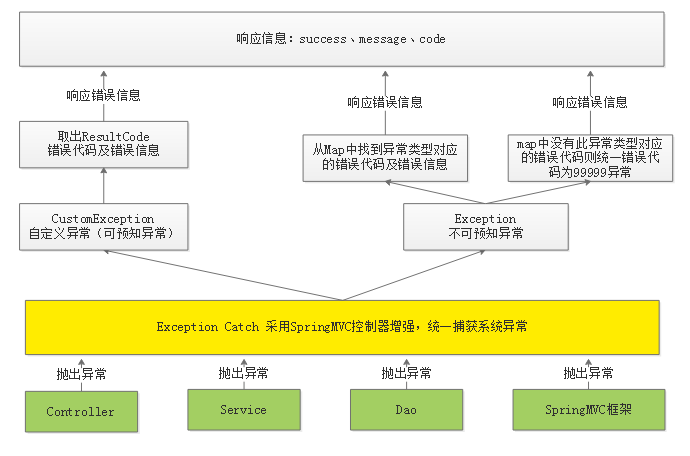 响应信息：success、message、code
响应错误信息
响应错误信息
响应错误信息
取出ResultCode
错误代码及错误信息
从Map中找到异常类型对应
的错误代码及错误信息
map中没有此异常类型对应
的错误代码则统一错误代
码为99999异常
CustomException
自定义异常（可预知异常）
Exception
不可预知异常
Exception Catch 采用SpringMVC控制器增强，统一捕获系统异常
抛出异常
抛出异常
抛出异常
抛出异常
Controller
Service
Dao
SpringMVC框架